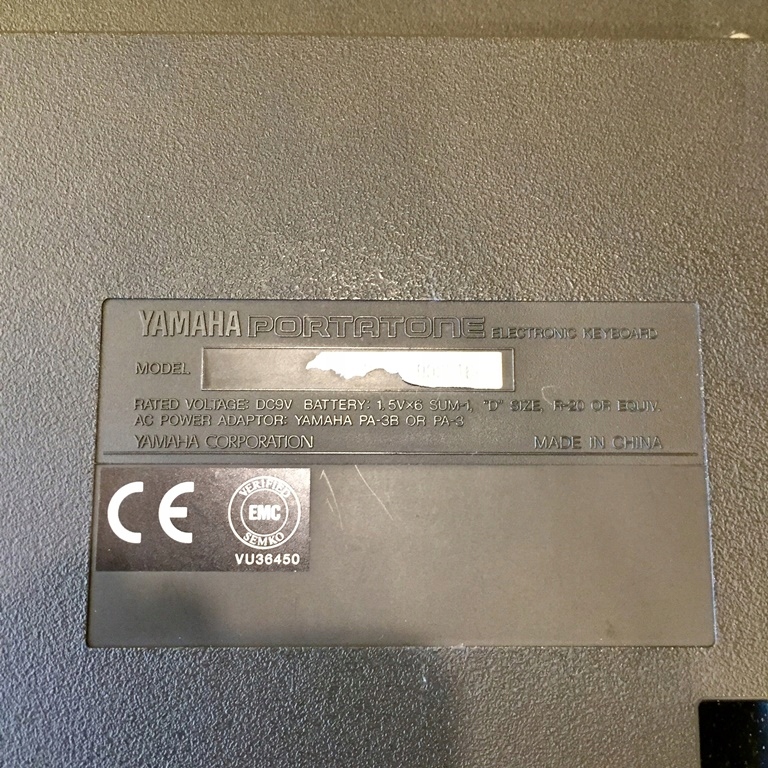 YAMAHA PORTATONE ELECTRONIC KEYBOARD
MODEL
RATED VOLTAGE: DC9V BATTERY: 1.5V×6 SUM-1, "D" SIZE, R-20 OR EQUIV.
AC POWER ADAPTOR: YAMAHA PA-3B OR PA-3
YAMAHA CORPORATION MADE IN CHINA
CE
VERIFIED
EMC
SEMKO
VU36450